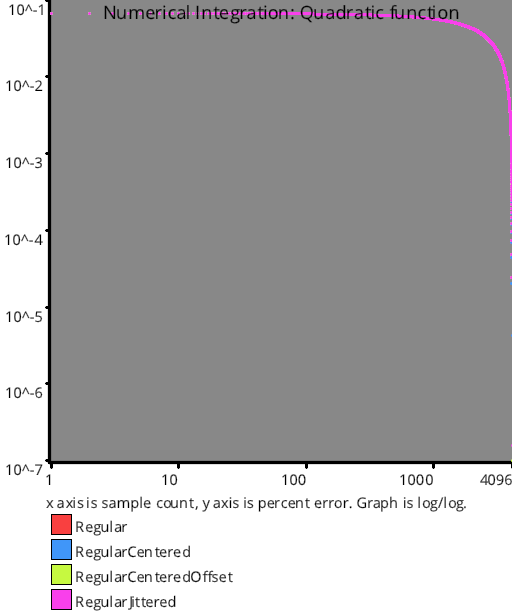 Numerical Integration: Quadratic function
10^-1
10^-2
10^-3
10^-4
10^-5
10^-6
10^-7
1 10 100 1000 4096
x axis is sample count, y axis is percent error. Graph is log/log.
Regular
RegularCentered
RegularCenteredOffset
RegularJittered